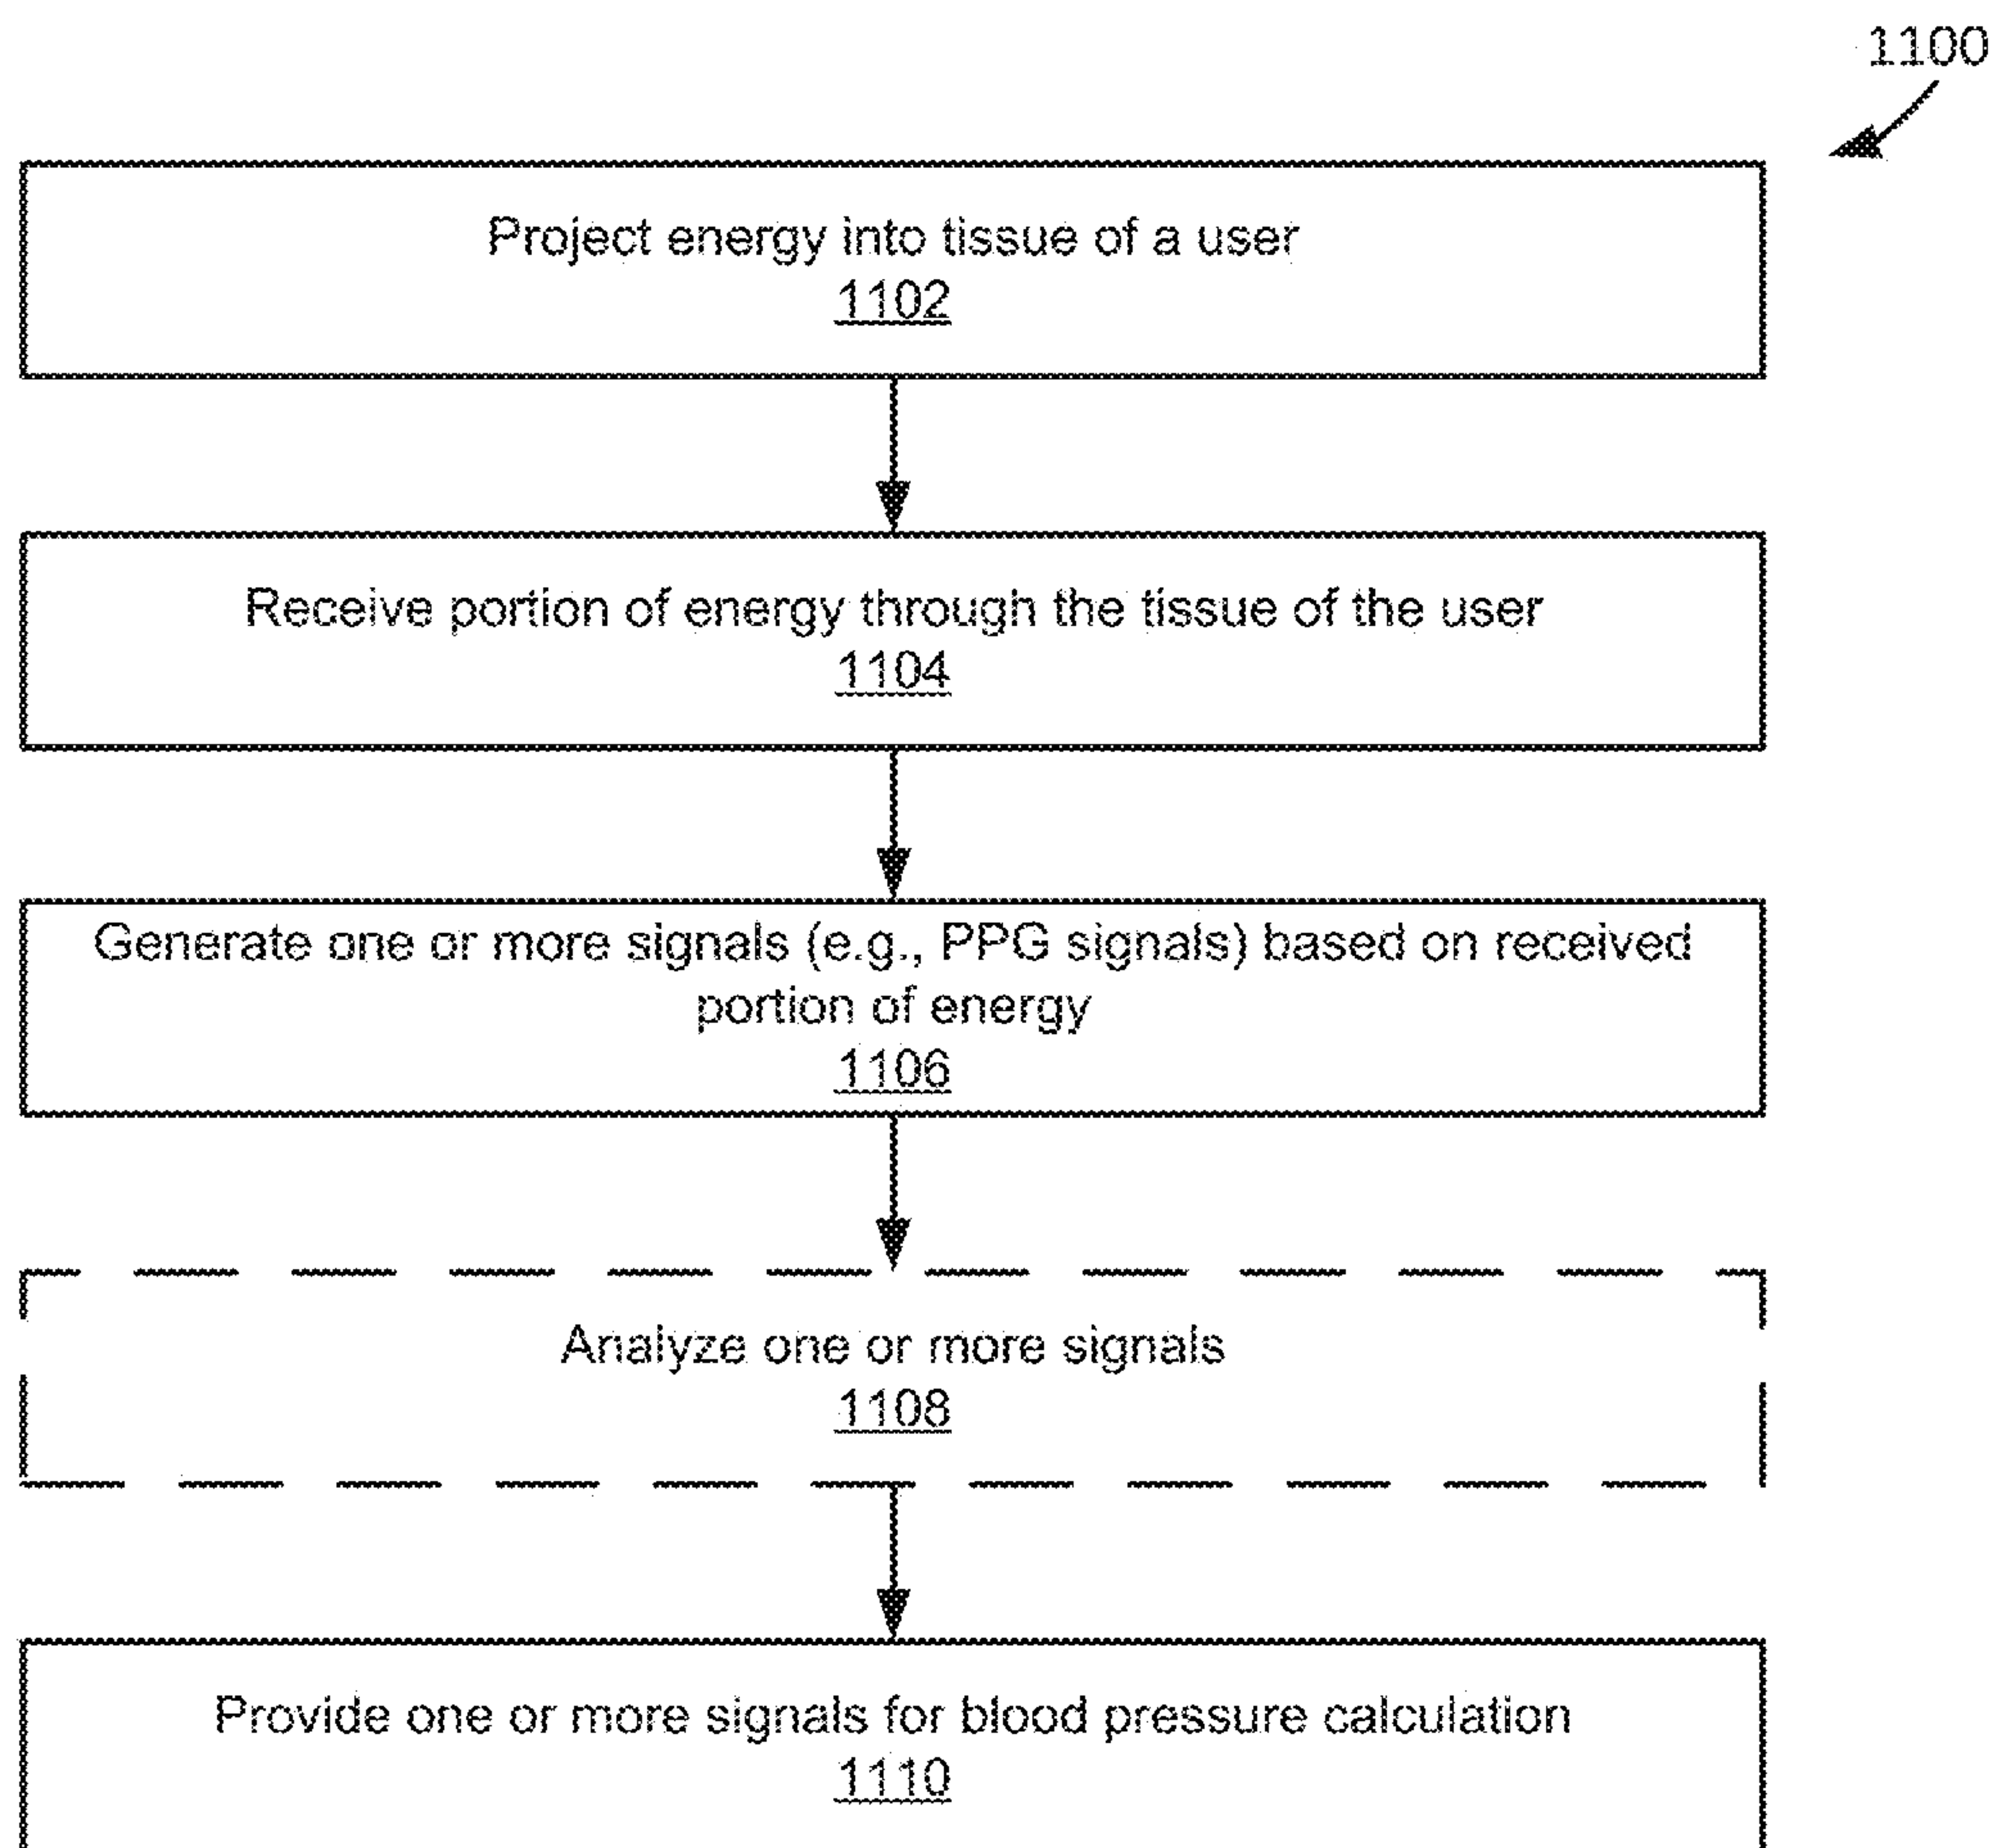 1100
Project energy into tissue of a user
1102
Receive portion of energy through the tissue of the user
1104
Generate one or more signals (e.g., PPG signals) based on received
portion of energy
1106
Analyze one or more signals
1108
Provide one or more signals for blood pressure calculation
1110